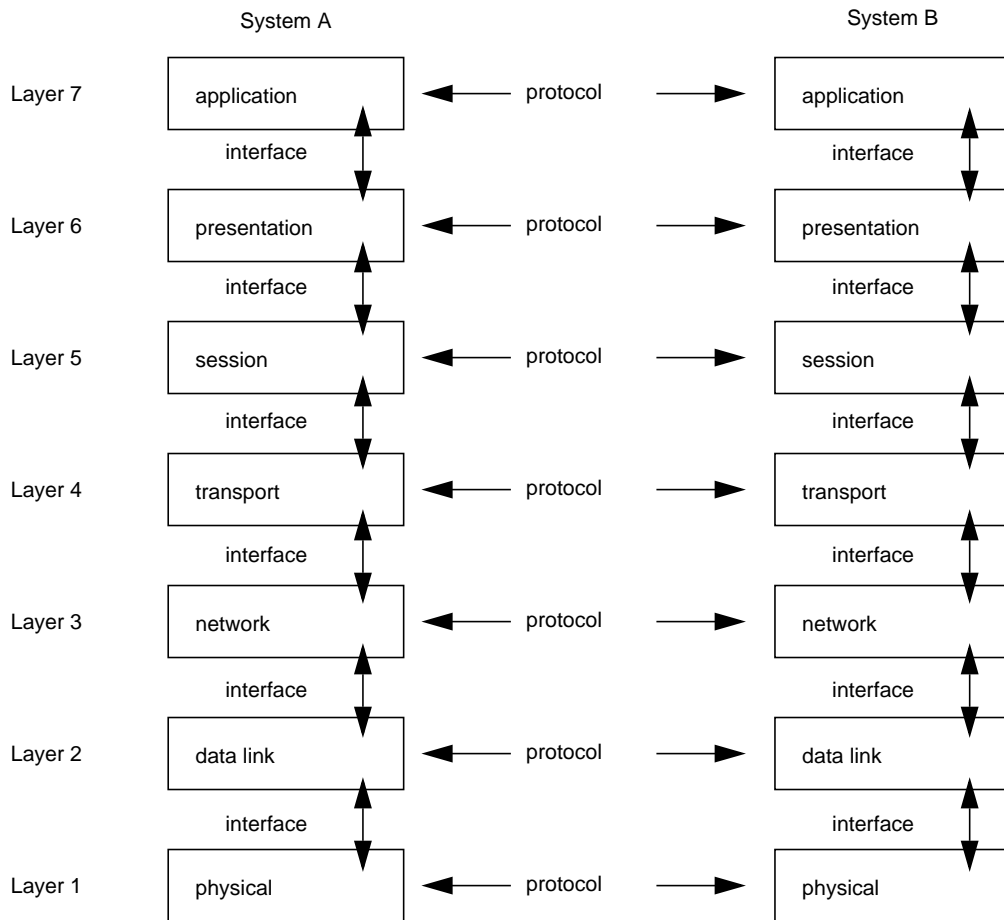 System A
System B
Layer 7
application
protocol
application
interface
interface
Layer 6
presentation
protocol
presentation
interface
interface
Layer 5
session
protocol
session
interface
interface
Layer 4
transport
protocol
transport
interface
interface
Layer 3
network
protocol
network
interface
interface
Layer 2
data link
protocol
data link
interface
interface
Layer 1
physical
protocol
physical